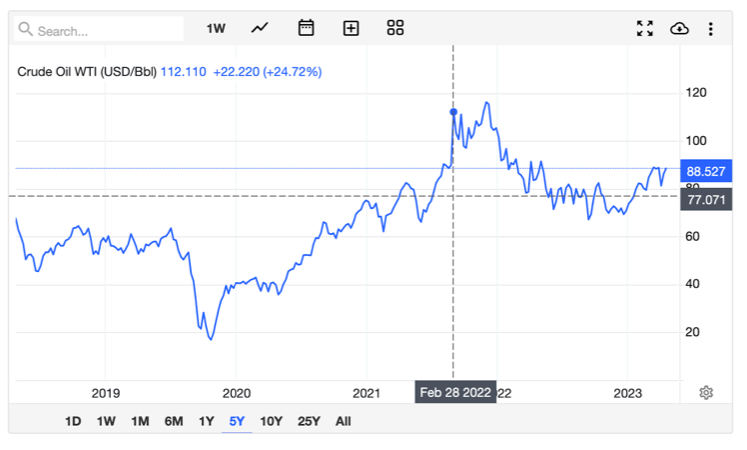 Search... 1W
Crude Oil WTI (USD/Bbl) 112.110 +22.220 (+24.72%)
120
100
88.527
80
77.071
60
40
20
2019 2020 2021 Feb 28 2022 22 2023
1D 1W 1M 6M 1Y 5Y 10Y 25Y All